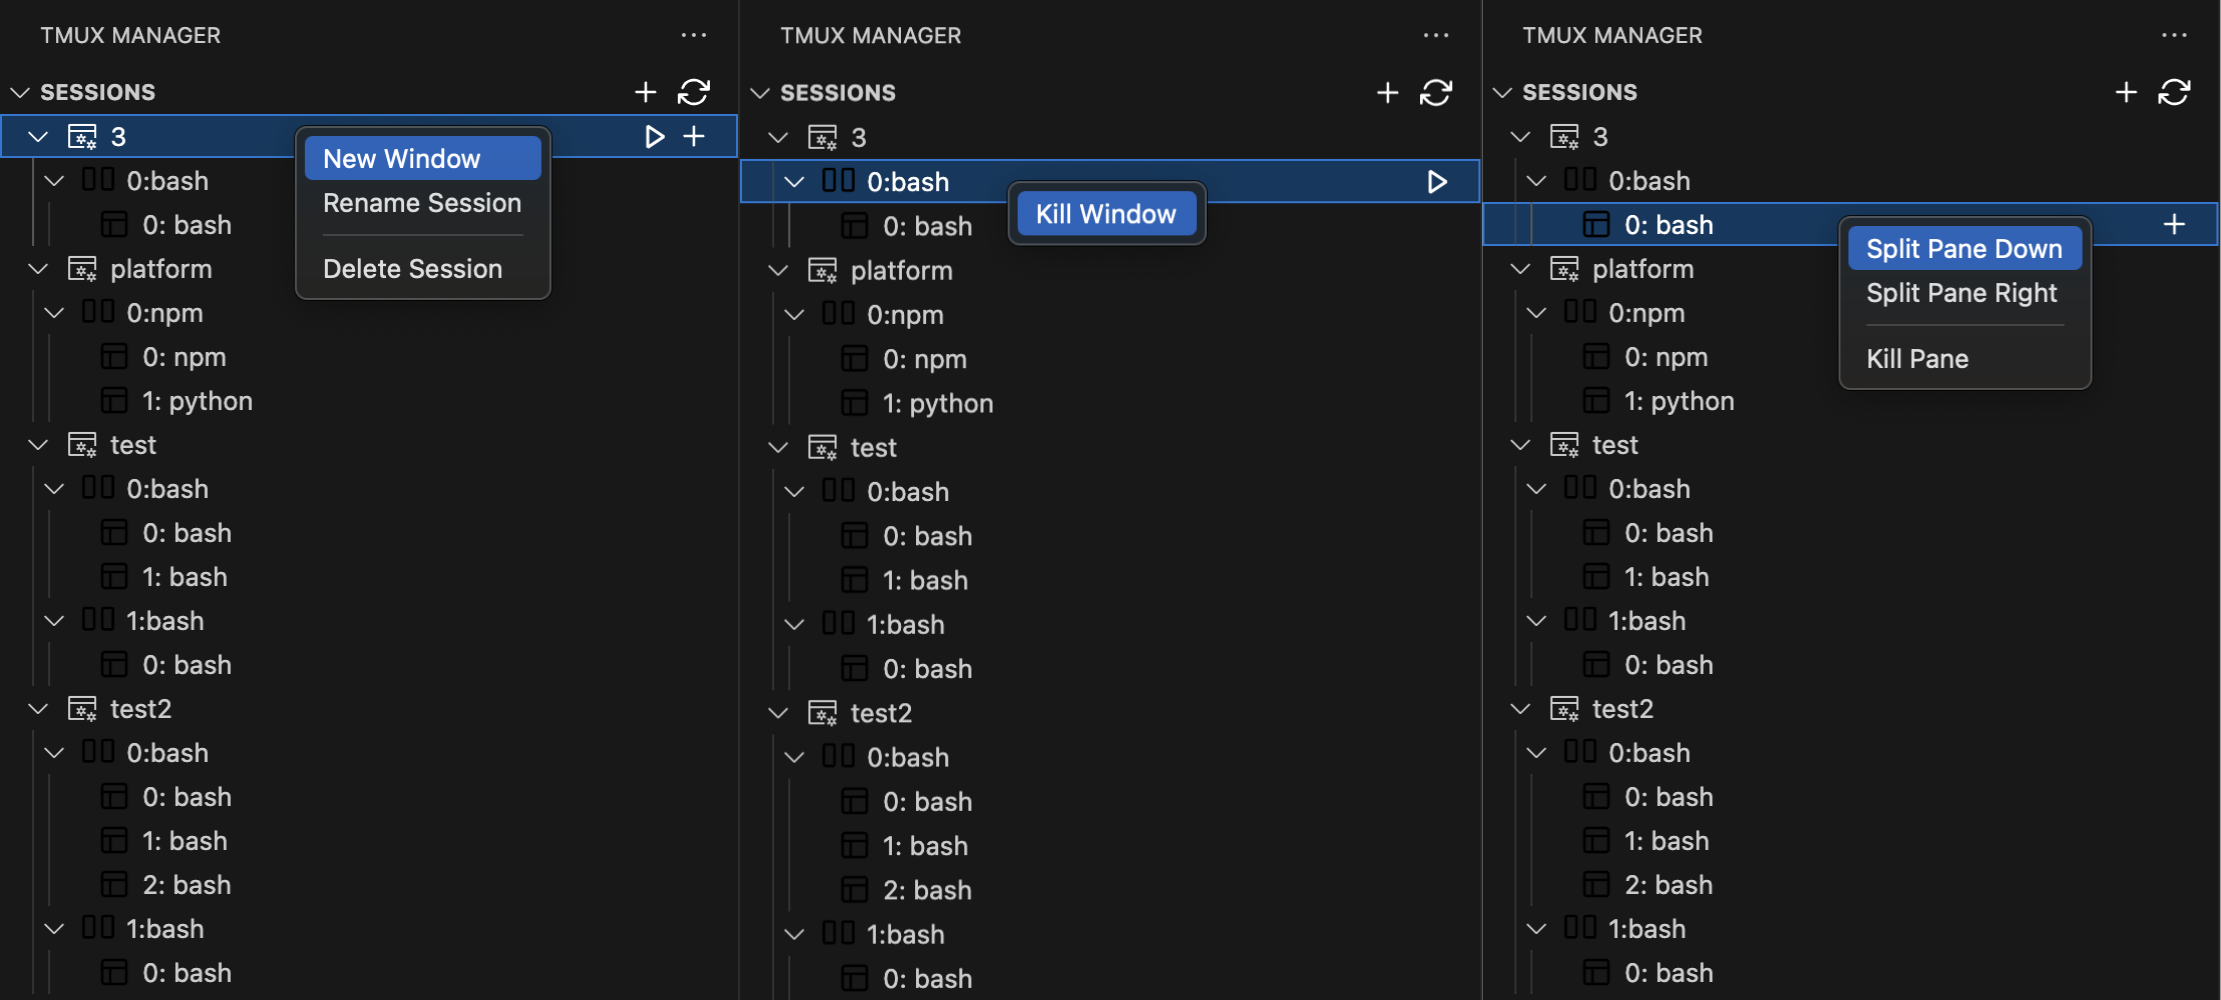 TMUX MANAGER
SESSIONS
3
0:bash
0: bash
platform
0:npm
0: npm
1: python
test
0:bash
0: bash
1: bash
1:bash
0: bash
test2
0:bash
0: bash
1: bash
2: bash
1:bash
0: bash
New Window
Rename Session
Delete Session
TMUX MANAGER
SESSIONS
3
0:bash
0: bash
platform
0:npm
0: npm
1: python
test
0:bash
0: bash
1: bash
1:bash
0: bash
test2
0:bash
0: bash
1: bash
2: bash
1:bash
0: bash
Kill Window
TMUX MANAGER
SESSIONS
3
0:bash
0: bash
platform
0:npm
0: npm
1: python
test
0:bash
0: bash
1: bash
1:bash
0: bash
test2
0:bash
0: bash
1: bash
2: bash
1:bash
0: bash
Split Pane Down
Split Pane Right
Kill Pane